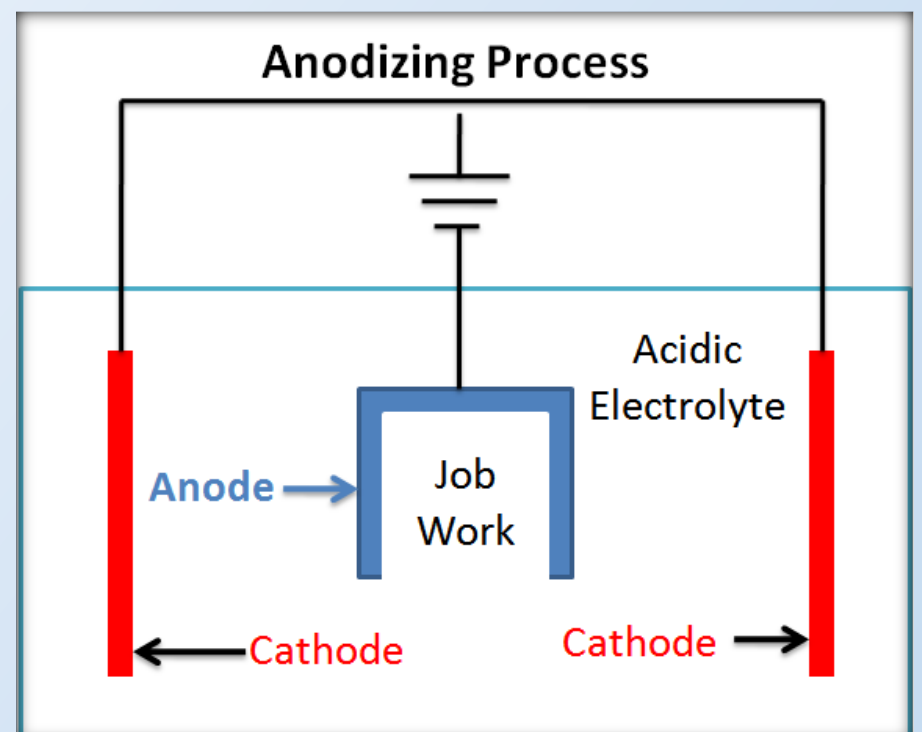 Anodizing Process
Acidic
Electrolyte
Anode
Job
Work
Cathode
Cathode